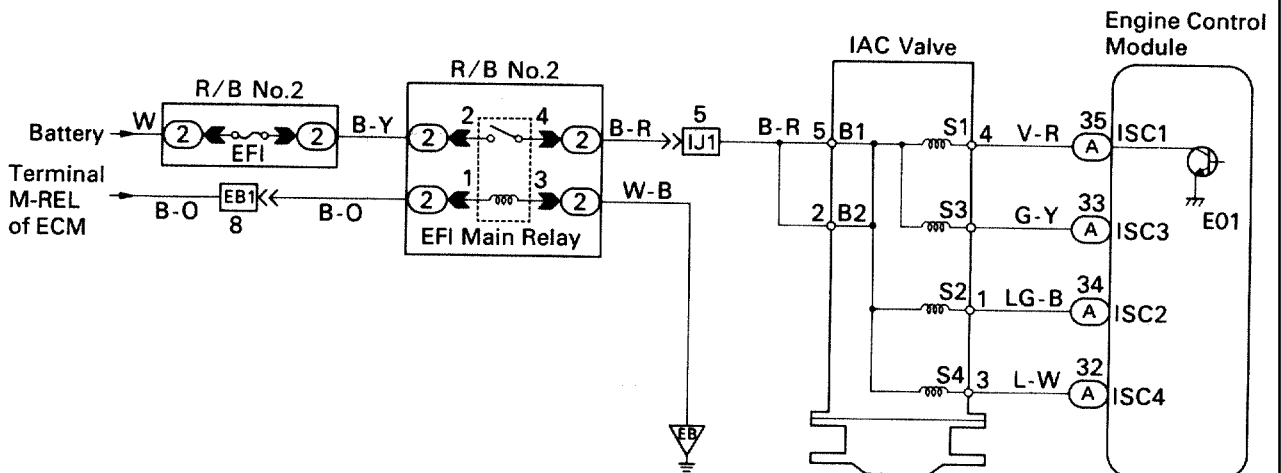 Engine Control
Module
IAC Valve
R/B No.2
R/B No.2
Battery
W
2
2
EFI
B-Y
2
2
4
2
B-R
5
IJ1
B-R
5
B1
S1
4
V-R
35
A
ISC1
E01
Terminal
M-REL
of ECM
B-O
EB1
8
B-O
2
1
3
2
W-B
EFI Main Relay
2
B2
S3
G-Y
33
A
ISC3
S2
1
LG-B
34
A
ISC2
S4
3
L-W
32
A
ISC4
EB